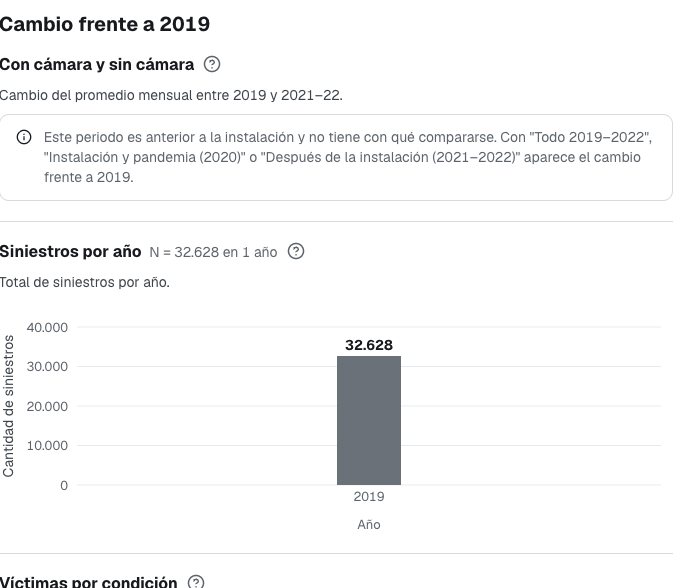 Cambio frente a 2019
Con cámara y sin cámara
Cambio del promedio mensual entre 2019 y 2021–22.
Este periodo es anterior a la instalación y no tiene con qué compararse. Con "Todo 2019–2022",
"Instalación y pandemia (2020)" o "Después de la instalación (2021–2022)" aparece el cambio
frente a 2019.
Siniestros por año N = 32.628 en 1 año
Total de siniestros por año.
Cantidad de siniestros
40.000
30.000
20.000
10.000
0
32.628
2019
Año
Víctimas por condición